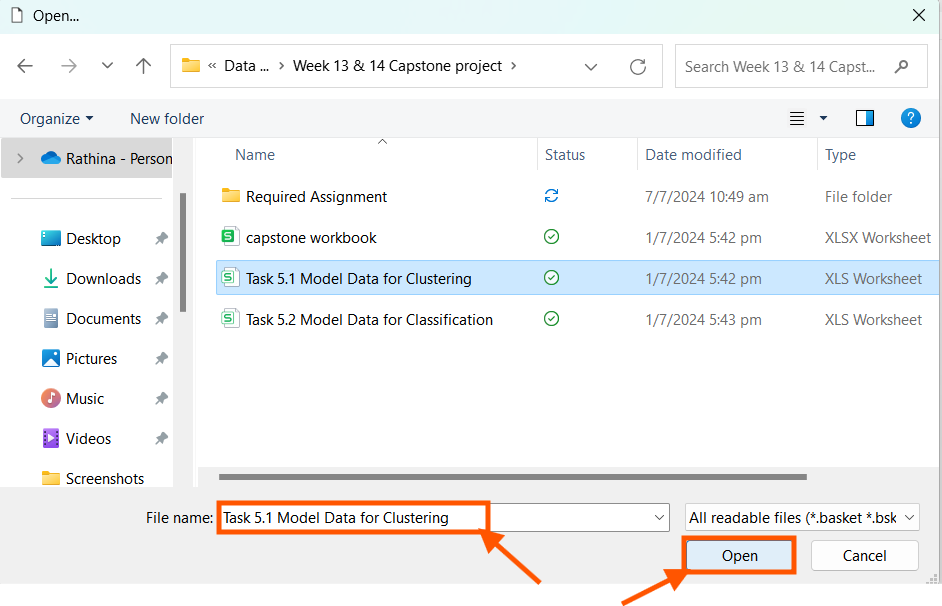 Open...
« Data ... › Week 13 & 14 Capstone project ›
Search Week 13 & 14 Capst...
Organize
New folder
?
Rathina - Person
Desktop
Downloads
Documents
Pictures
Music
Videos
Screenshots
Name Status Date modified Type
Required Assignment 7/7/2024 10:49 am File folder
capstone workbook 1/7/2024 5:42 pm XLSX Worksheet
Task 5.1 Model Data for Clustering 1/7/2024 5:42 pm XLS Worksheet
Task 5.2 Model Data for Classification 1/7/2024 5:43 pm XLS Worksheet
File name: Task 5.1 Model Data for Clustering
All readable files (*.basket *.bsk
Open
Cancel